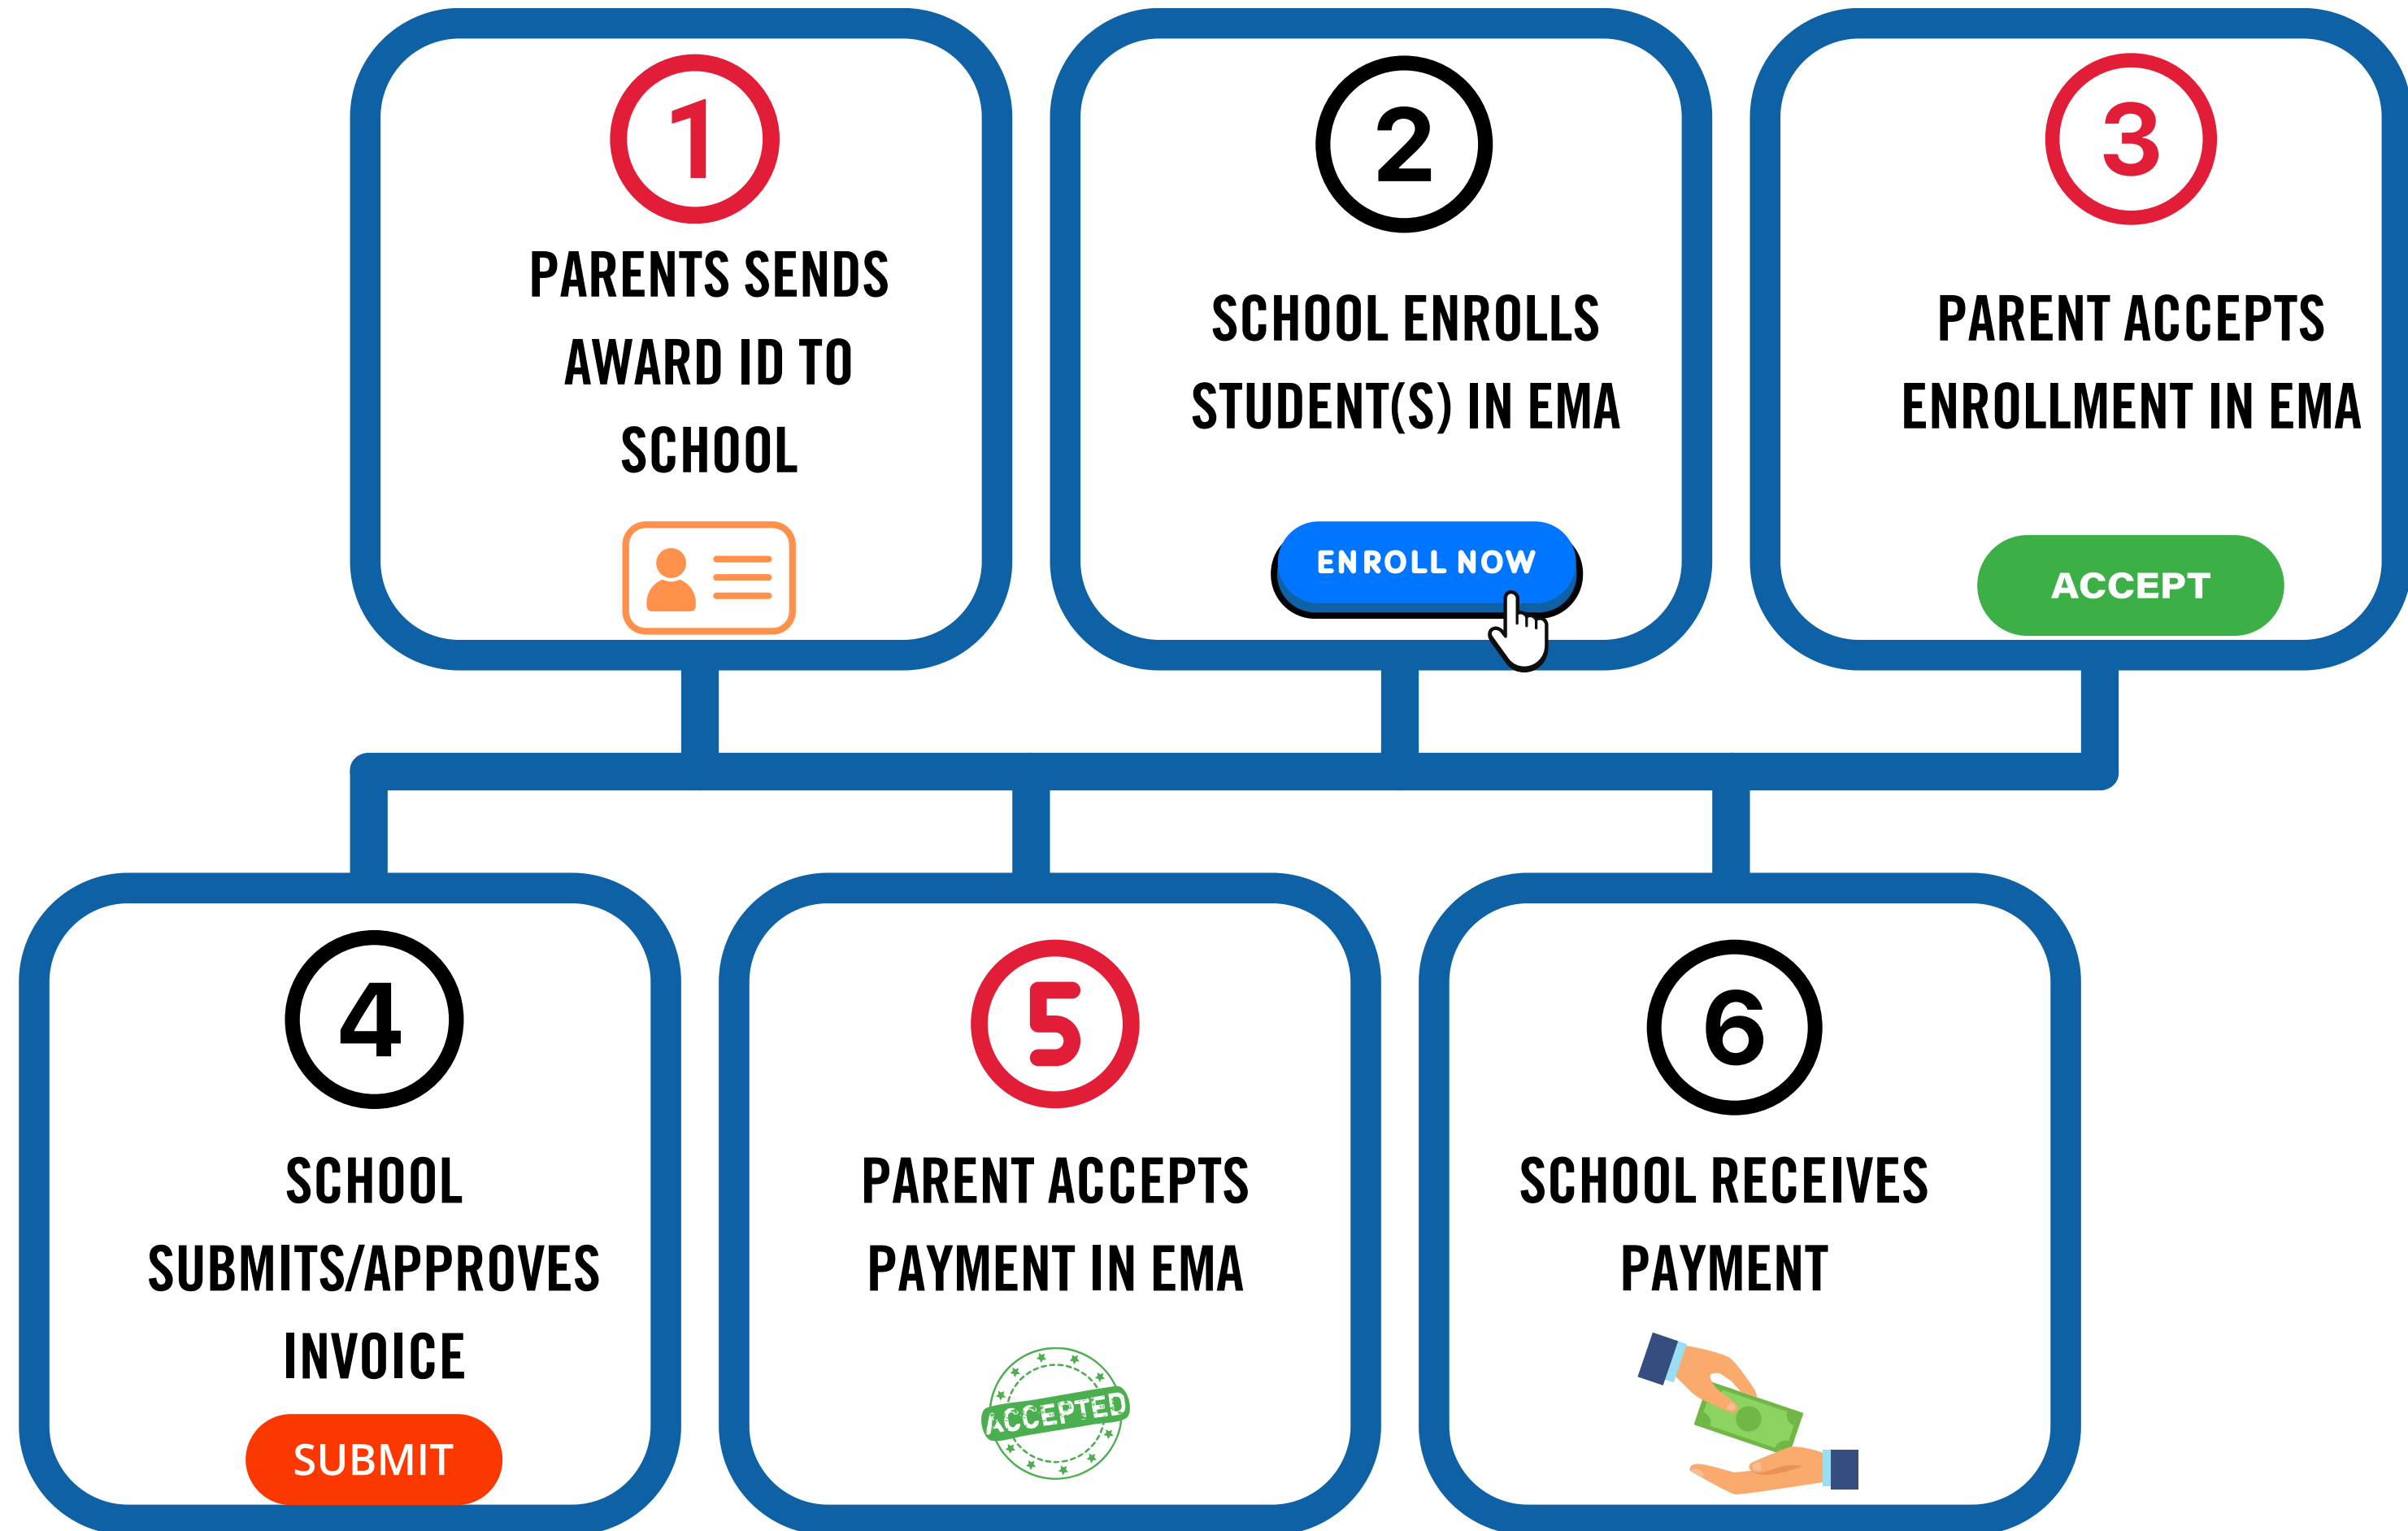 1
PARENTS SENDS
AWARD ID TO
SCHOOL
2
SCHOOL ENROLLS
STUDENT(S) IN EMA
ENROLL NOW
3
PARENT ACCEPTS
ENROLLMENT IN EMA
ACCEPT
4
SCHOOL
SUBMITS/APPROVES
INVOICE
SUBMIT
5
PARENT ACCEPTS
PAYMENT IN EMA
ACCEPTED
6
SCHOOL RECEIVES
PAYMENT